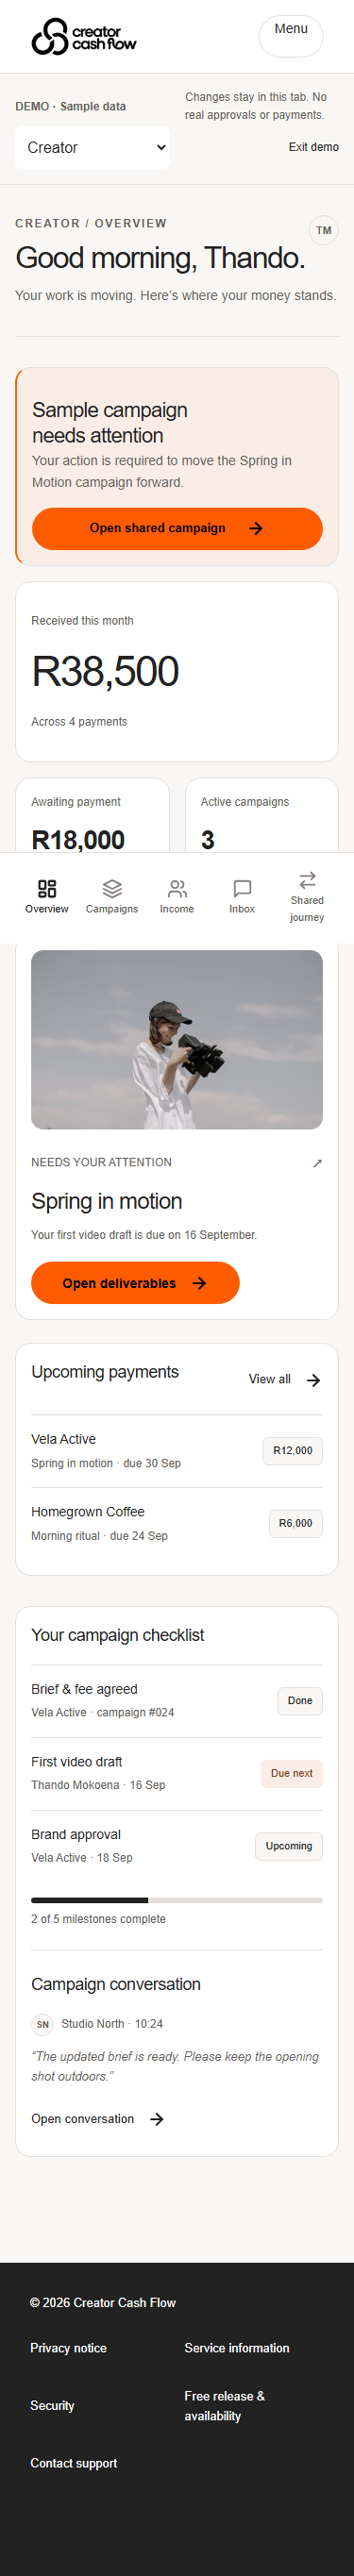 creator
cash flow
Menu
DEMO · Sample data
Changes stay in this tab. No
real approvals or payments.
Creator
Exit demo
CREATOR / OVERVIEW
TM
Good morning, Thando.
Your work is moving. Here’s where your money stands.
Sample campaign
needs attention
Your action is required to move the Spring in
Motion campaign forward.
Open shared campaign
Received this month
R38,500
Across 4 payments
Awaiting payment
R18,000
Active campaigns
3
Overview
Campaigns
Income
Inbox
Shared
journey
NEEDS YOUR ATTENTION
Spring in motion
Your first video draft is due on 16 September.
Open deliverables
Upcoming payments
View all
Vela Active
Spring in motion · due 30 Sep
R12,000
Homegrown Coffee
Morning ritual · due 24 Sep
R6,000
Your campaign checklist
Brief & fee agreed
Vela Active · campaign #024
Done
First video draft
Thando Mokoena · 16 Sep
Due next
Brand approval
Vela Active · 18 Sep
Upcoming
2 of 5 milestones complete
Campaign conversation
SN
Studio North · 10:24
“The updated brief is ready. Please keep the opening
shot outdoors.”
Open conversation
© 2026 Creator Cash Flow
Privacy notice
Service information
Security
Free release &
availability
Contact support